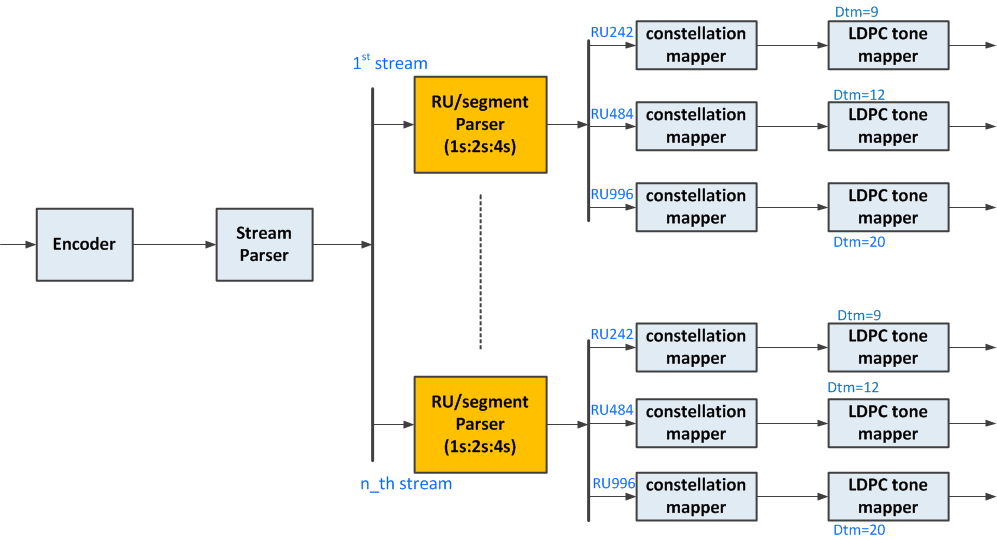 Encoder
Stream
Parser
1st stream
RU/segment
Parser
(1s:2s:4s)
RU242
constellation
mapper
Dtm=9
LDPC tone
mapper
RU484
constellation
mapper
Dtm=12
LDPC tone
mapper
RU996
constellation
mapper
LDPC tone
mapper
Dtm=20
RU/segment
Parser
(1s:2s:4s)
n_th stream
RU242
constellation
mapper
Dtm=9
LDPC tone
mapper
RU484
constellation
mapper
Dtm=12
LDPC tone
mapper
RU996
constellation
mapper
LDPC tone
mapper
Dtm=20